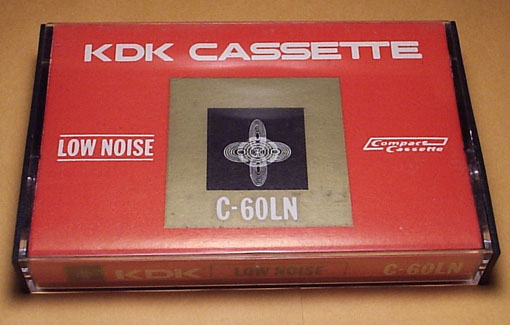 KDK CASSETTE
LOW NOISE
Compact
Cassette
C-60LN
KDK LOW NOISE C-60LN